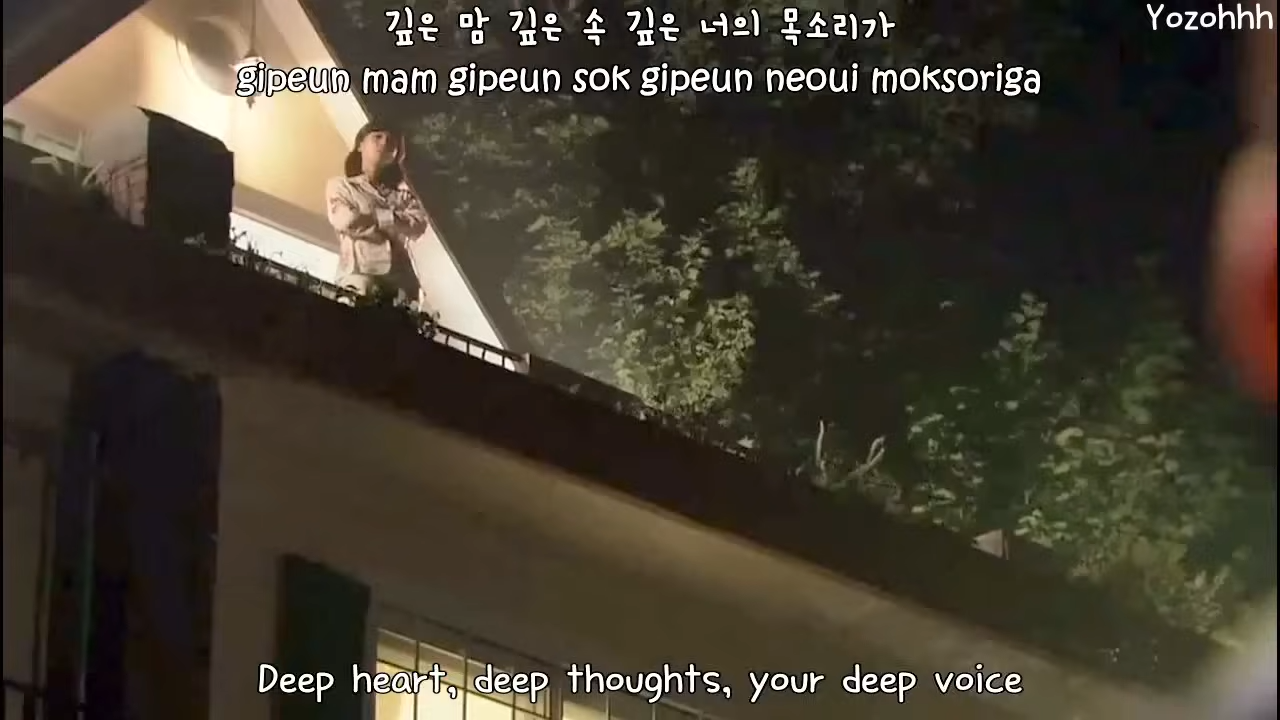 Yozohhh
깊은 맘 깊은 속 깊은 너의 목소리가
gipeun mam gipeun sok gipeun neoui moksoriga
Deep heart, deep thoughts, your deep voice